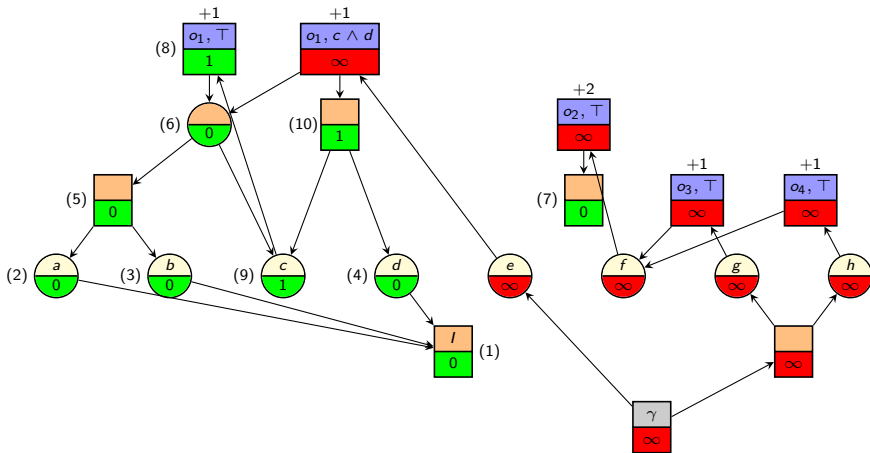 +1 +1
(8) o₁, ⊤ o₁, c ∧ d
1 ∞
+2
(6) 0 (10) 1 o₂, ⊤
∞
+1 +1
(5) 0 (7) 0 o₃, ⊤ o₄, ⊤
∞ ∞
(2) a (3) b (9) c (4) d e f g h
0 0 1 0 ∞ ∞ ∞ ∞
I (1)
0 ∞
γ
∞